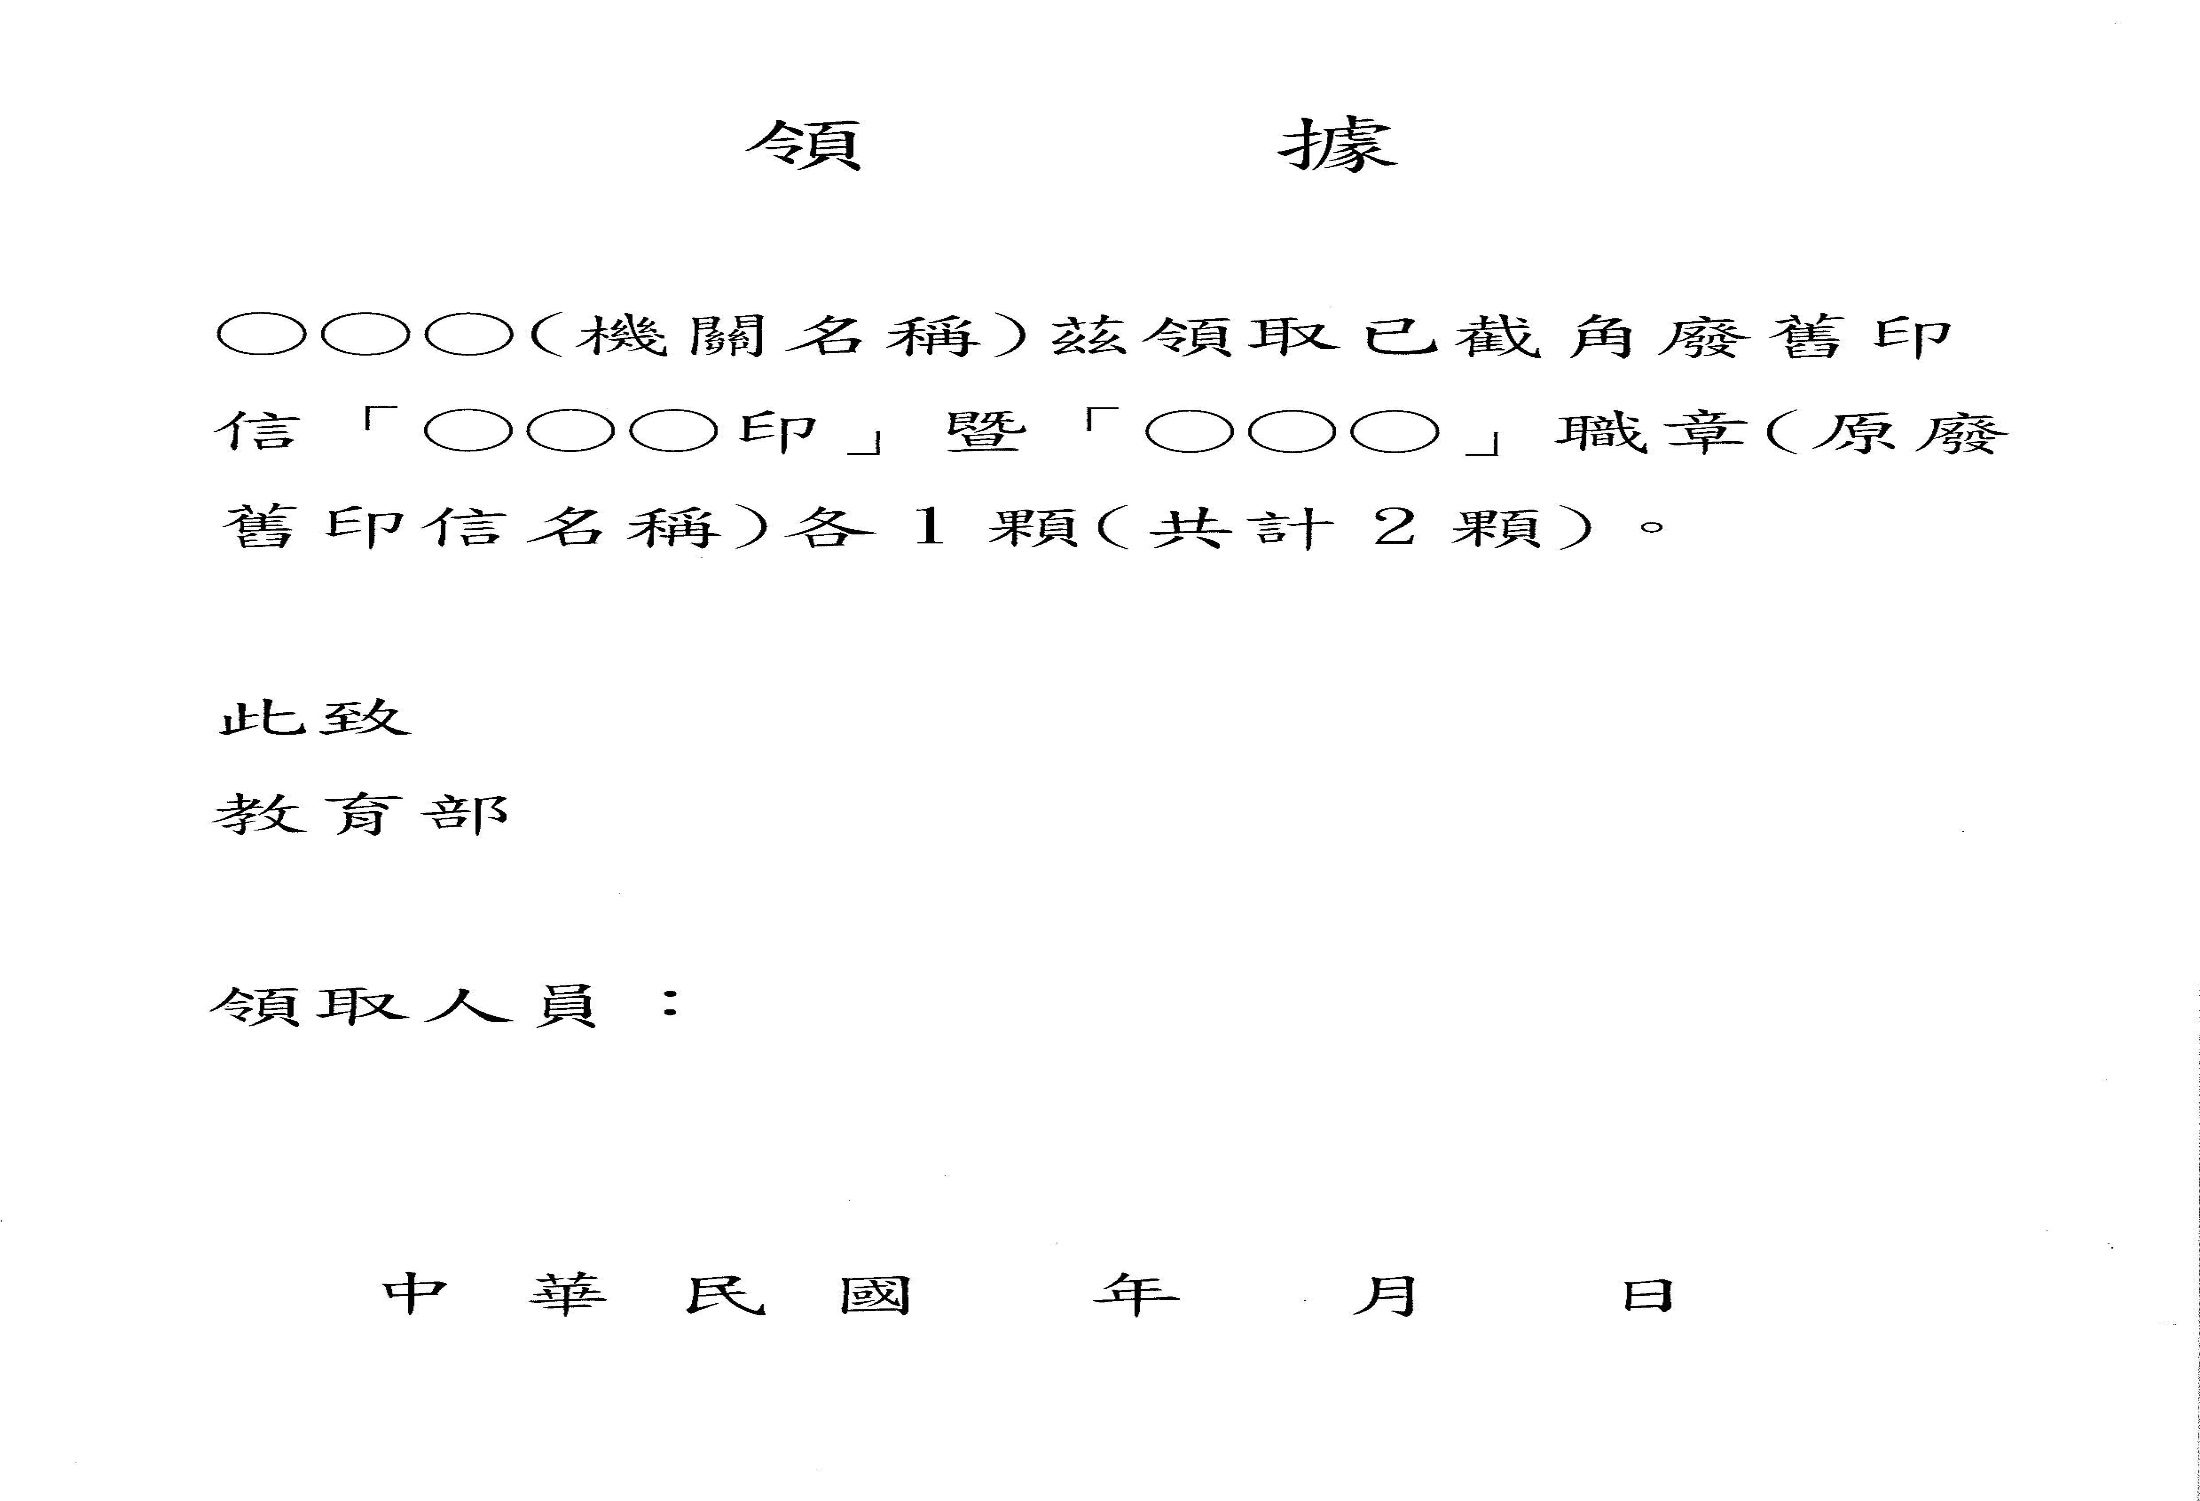 領據
○○○(機關名稱)茲領取已截角廢舊印
信「○○○印」暨「○○○」職章(原廢
舊印信名稱)各1顆(共計2顆)。
此致
教育部
領取人員：
中華民國 年 月 日